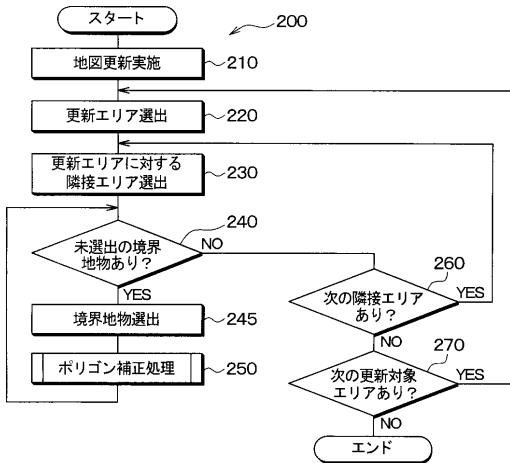 スタート
200
地図更新実施
210
更新エリア選出
220
更新エリアに対する
隣接エリア選出
230
240
未選出の境界
地物あり？
NO
YES
境界地物選出
245
ポリゴン補正処理
250
260
次の隣接エリア
あり？
YES
NO
270
次の更新対象
エリアあり？
YES
NO
エンド